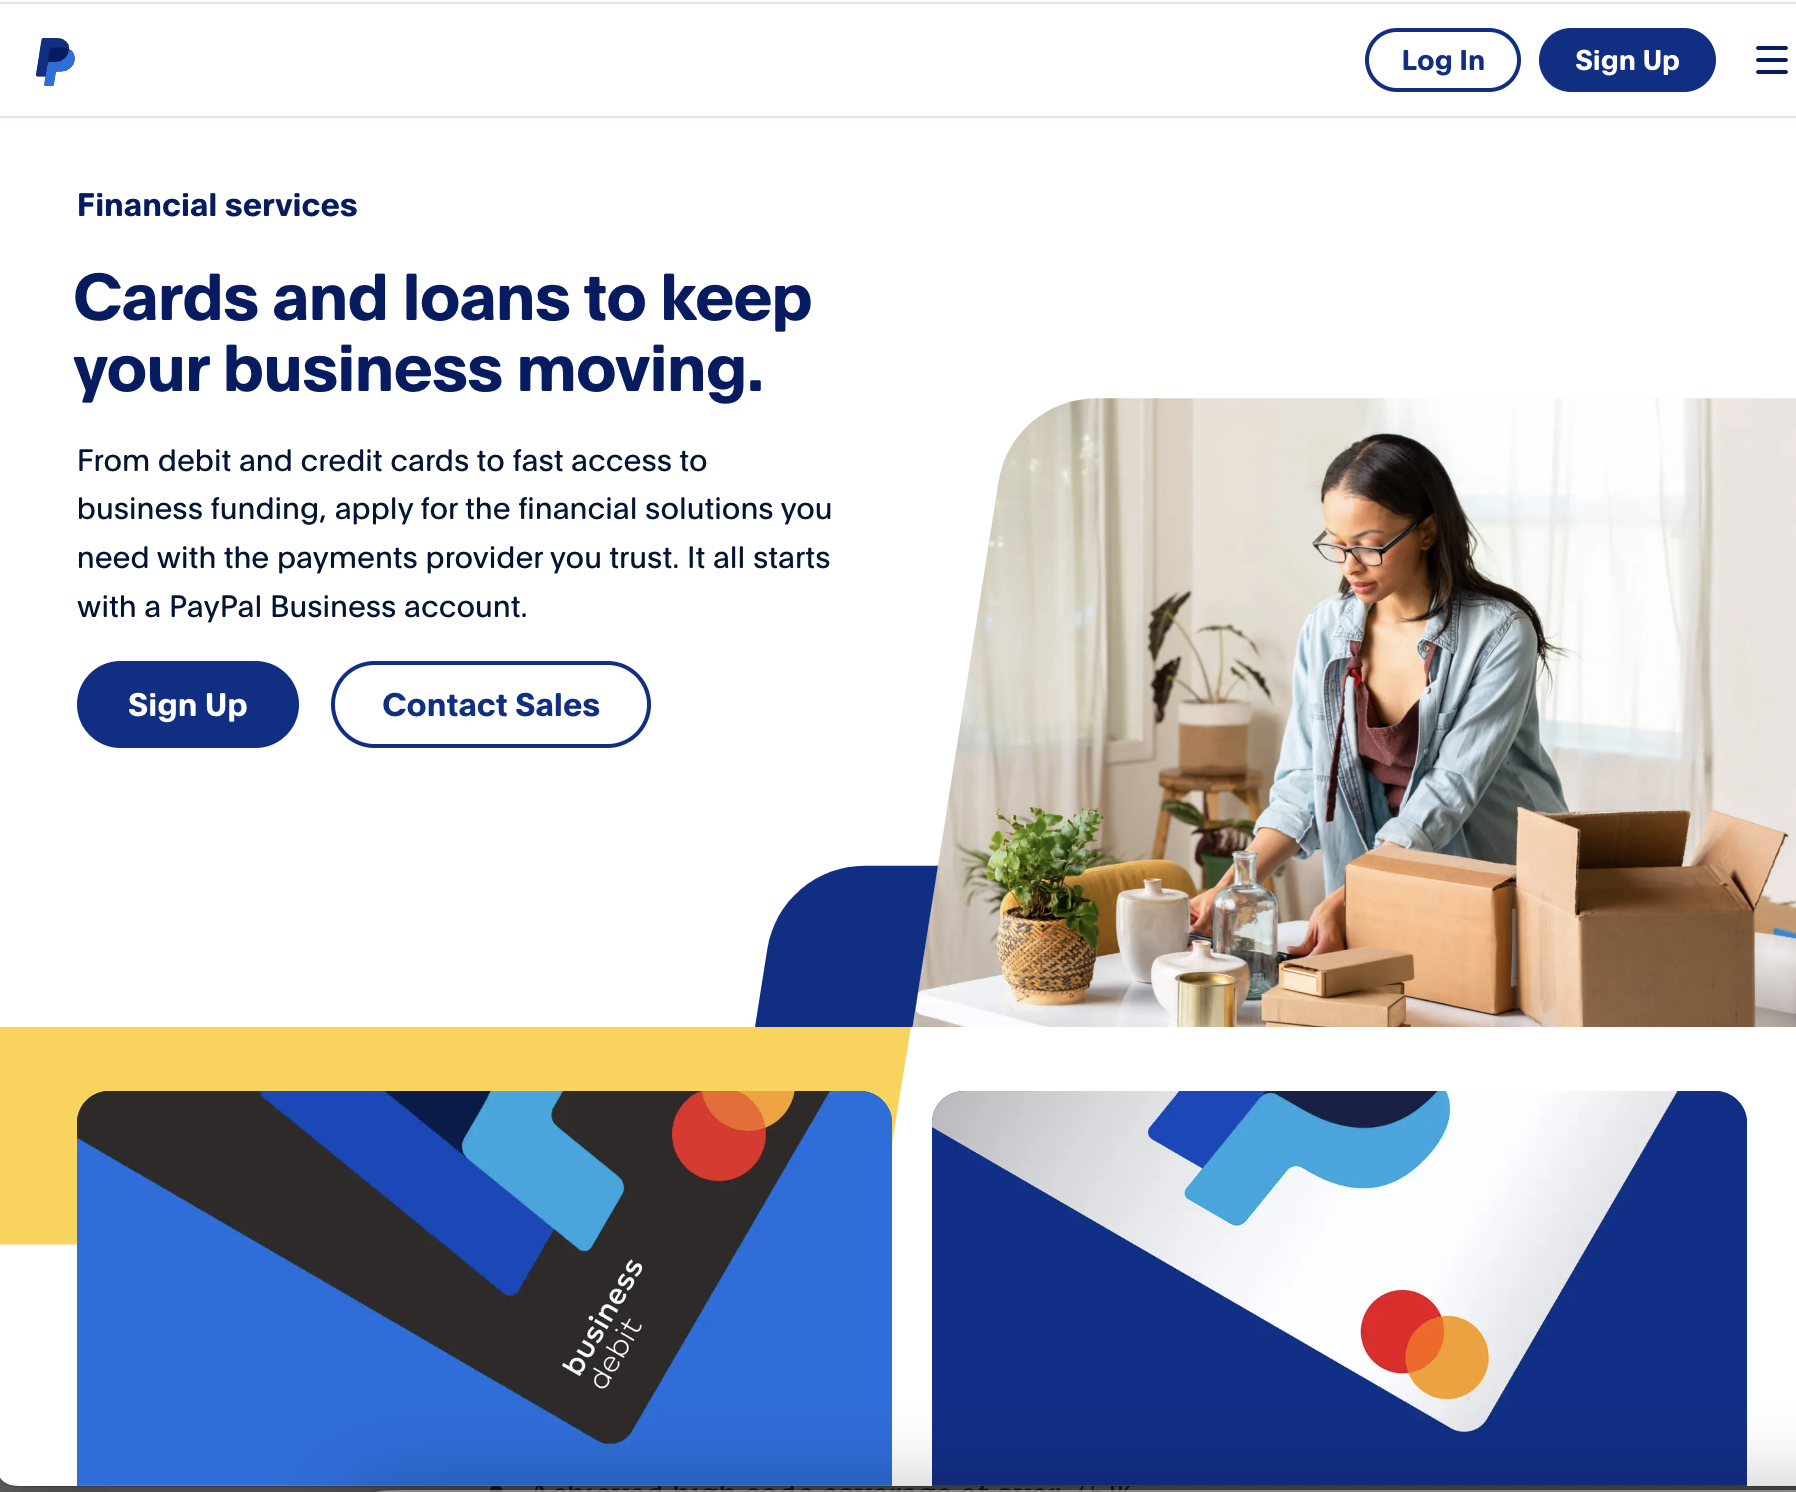 Log In
Sign Up
Financial services
Cards and loans to keep
your business moving.
From debit and credit cards to fast access to
business funding, apply for the financial solutions you
need with the payments provider you trust. It all starts
with a PayPal Business account.
Sign Up
Contact Sales
business
debit